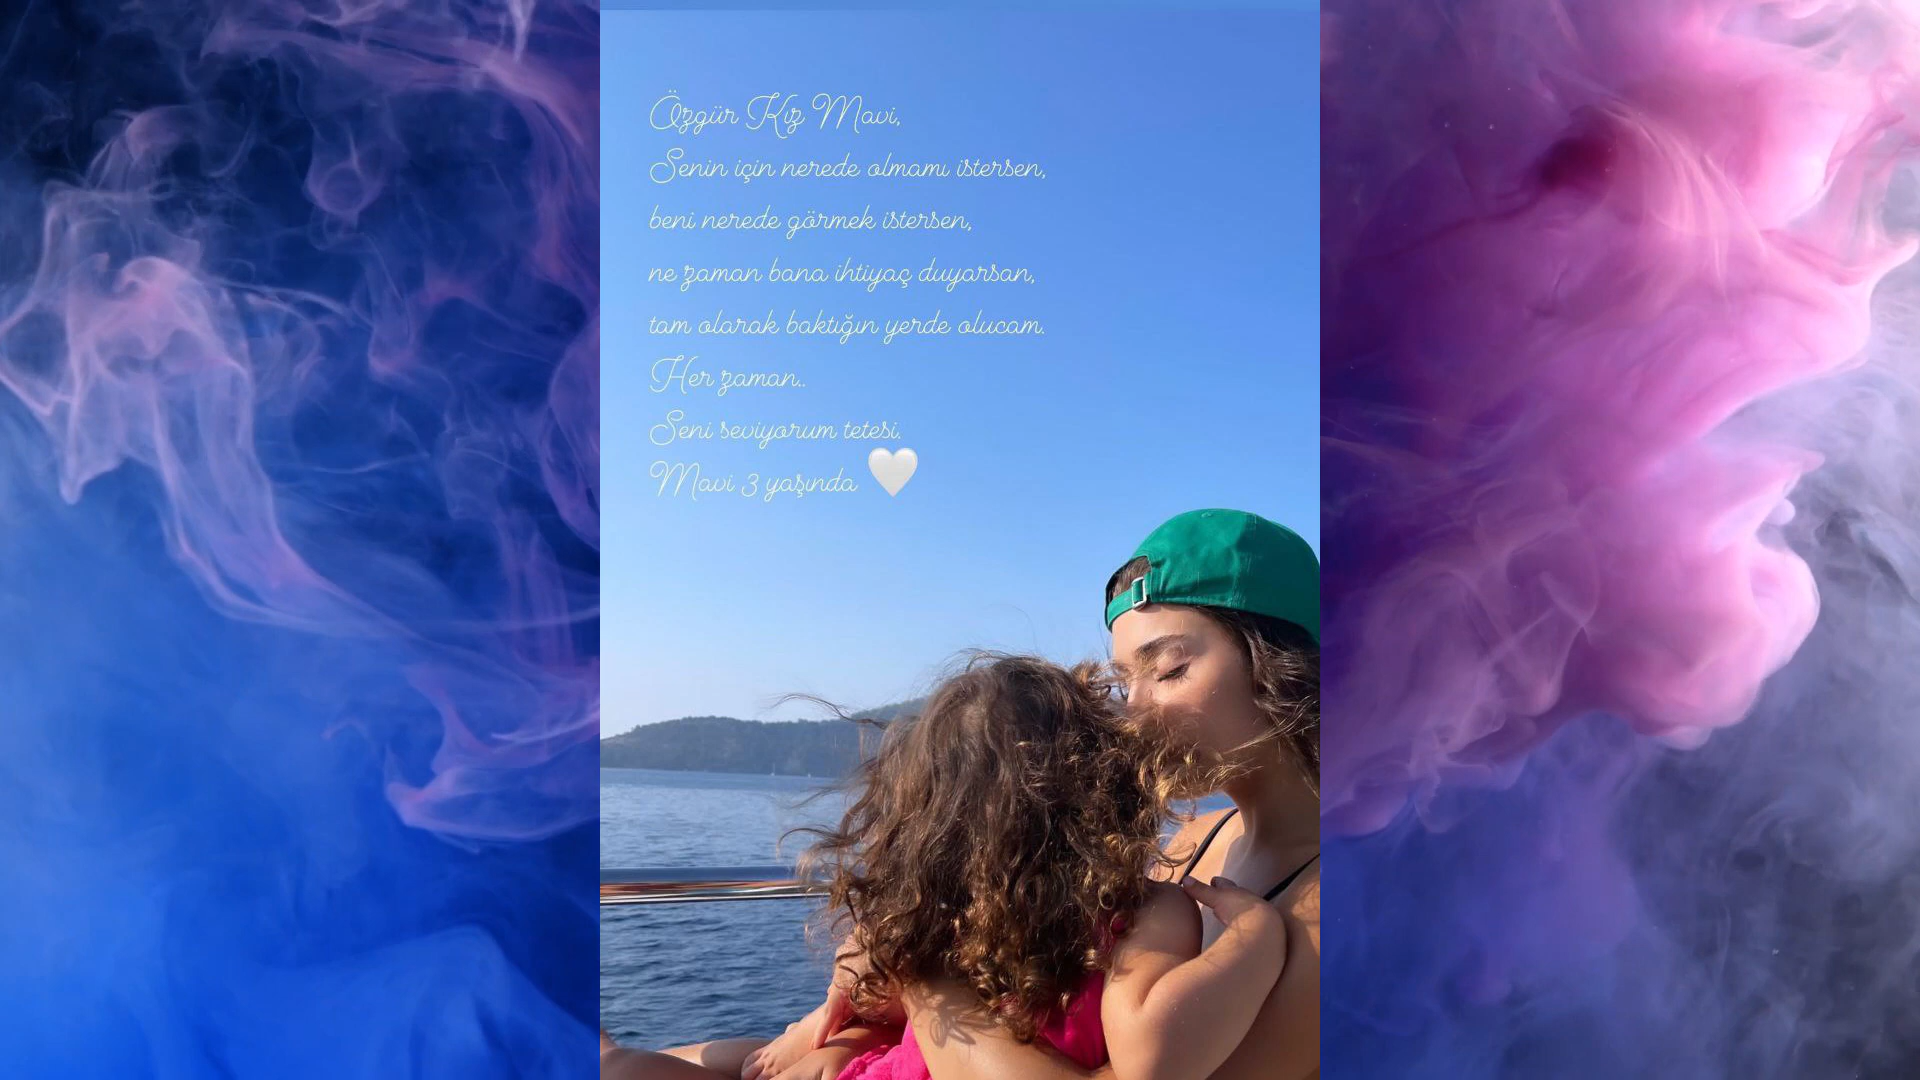 Özgür Kız Mavi,
Senin için nerede olmamı istersen,
beni nerede görmek istersen,
ne zaman bana ihtiyaç duyarsan,
tam olarak baktığın yerde olucam.
Her zaman..
Seni seviyorum tetesi.
Mavi 3 yaşında 🤍